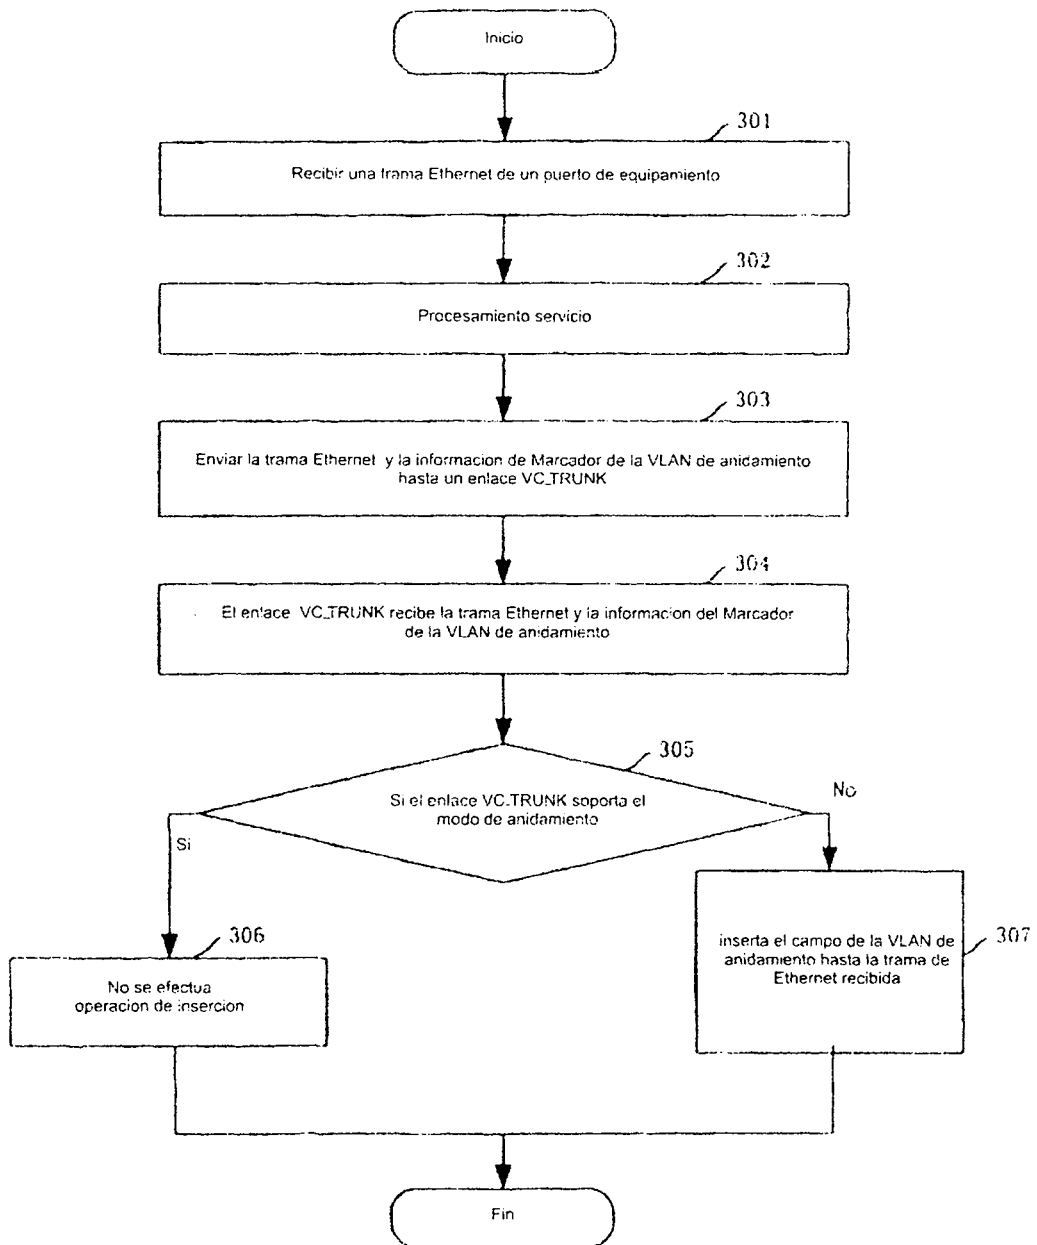 Inicio
301
Recibir una trama Ethernet de un puerto de equipamiento
302
Procesamiento servicio
303
Enviar la trama Ethernet y la informacion de Marcador de la VLAN de anidamiento
hasta un enlace VC_TRUNK
304
El enlace VC_TRUNK recibe la trama Ethernet y la informacion del Marcador
de la VLAN de anidamiento
305
Si el enlace VC_TRUNK soporta el
modo de anidamiento
No
Si
306
No se efectua
operacion de insercion
307
inserta el campo de la VLAN de
anidamiento hasta la trama de
Ethernet recibida
Fin